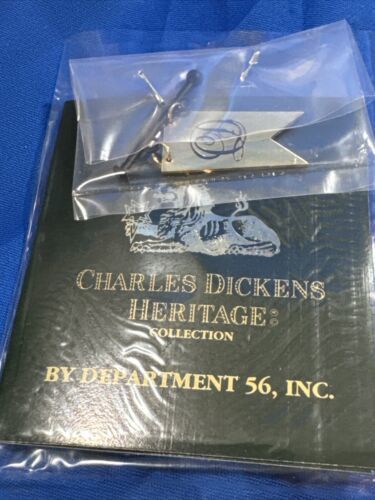 CHARLES DICKENS
HERITAGE
COLLECTION
BY DEPARTMENT 56, INC.